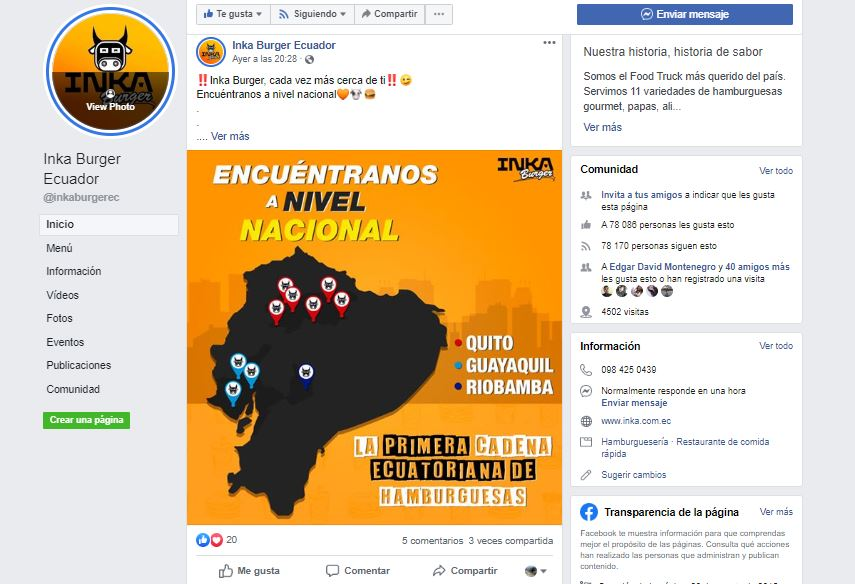 INKA
Burger
View Photo
Inka Burger
Ecuador
@inkaburgerec
Inicio
Menú
Información
Vídeos
Fotos
Eventos
Publicaciones
Comunidad
Crear una página
Te gusta
Siguiendo
Compartir
Enviar mensaje
Inka Burger Ecuador
Ayer a las 20:28 ·
‼️Inka Burger, cada vez más cerca de ti‼️😉
Encuéntranos a nivel nacional🧡🐮🍔
.
.
.... Ver más
INKA
Burger
ENCUÉNTRANOS
A NIVEL
NACIONAL
QUITO
GUAYAQUIL
RIOBAMBA
LA PRIMERA CADENA
ECUATORIANA DE
HAMBURGUESAS
20
5 comentarios 3 veces compartida
Me gusta
Comentar
Compartir
Nuestra historia, historia de sabor
Somos el Food Truck más querido del país.
Servimos 11 variedades de hamburguesas
gourmet, papas, ali...
Ver más
Comunidad
Ver todo
Invita a tus amigos a indicar que les gusta
esta página
A 78 086 personas les gusta esto
78 170 personas siguen esto
A Edgar David Montenegro y 40 amigos más
les gusta esto o han registrado una visita
4502 visitas
Información
Ver todo
098 425 0439
Normalmente responde en una hora
Enviar mensaje
www.inka.com.ec
Hamburguesería · Restaurante de comida
rápida
Sugerir cambios
Transparencia de la página
Ver más
Facebook te muestra información para que comprendas
mejor el propósito de las páginas. Consulta qué acciones
han realizado las personas que administran y publican
contenido.